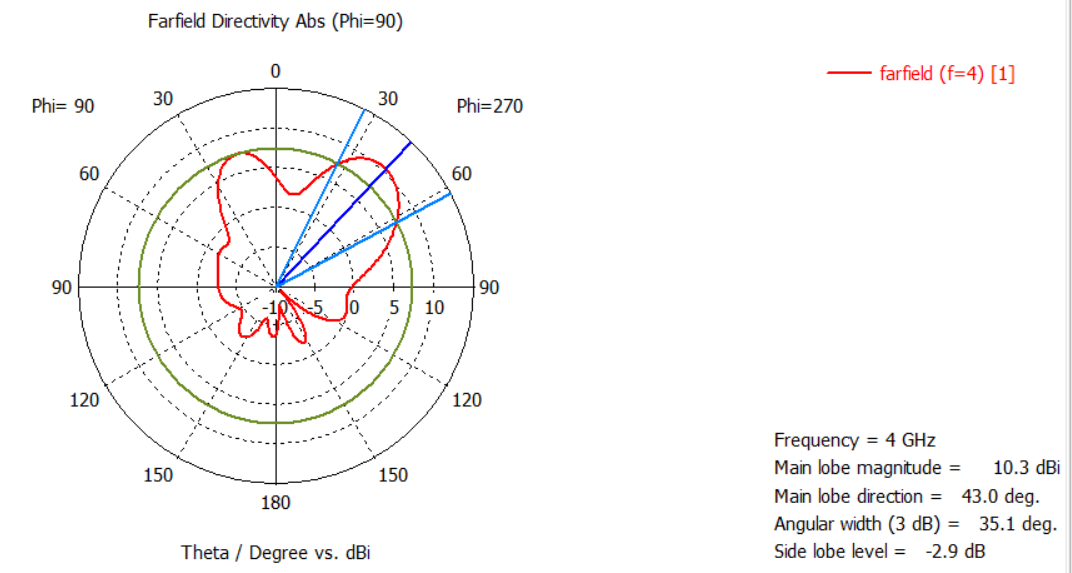 Farfield Directivity Abs (Phi=90)
farfield (f=4) [1]
0
Phi= 90
30
30
Phi=270
60
60
90
-10
-5
0
5
10
90
120
120
150
150
180
Theta / Degree vs. dBi
Frequency = 4 GHz
Main lobe magnitude = 10.3 dBi
Main lobe direction = 43.0 deg.
Angular width (3 dB) = 35.1 deg.
Side lobe level = -2.9 dB